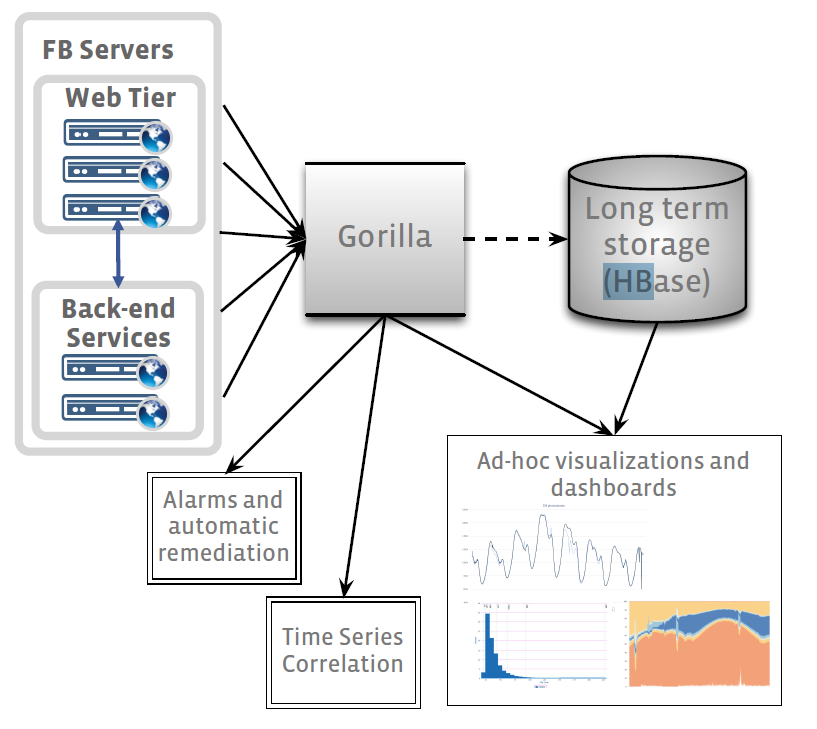 FB Servers
Web Tier
Back-end
Services
Gorilla
Long term
storage
(HBase)
Alarms and
automatic
remediation
Time Series
Correlation
Ad-hoc visualizations and
dashboards